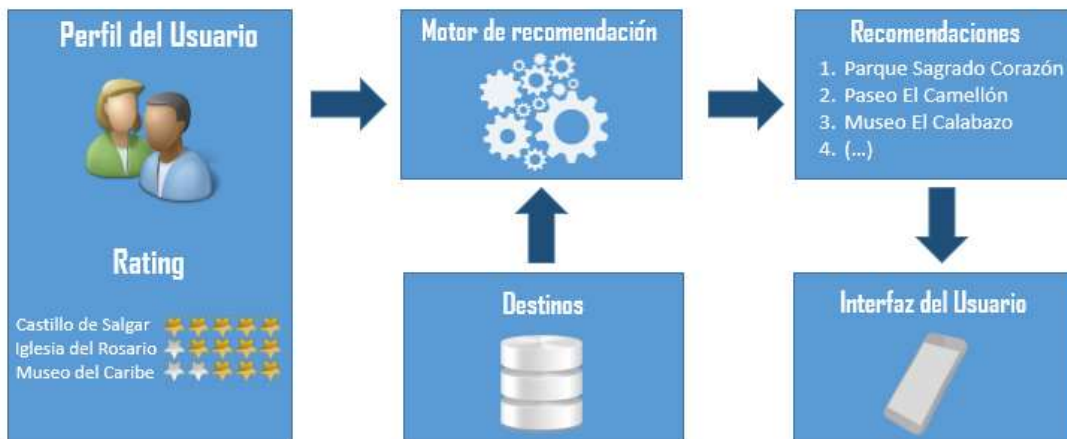 Perfil del Usuario
Rating
Castillo de Salgar
Iglesia del Rosario
Museo del Caribe
Motor de recomendación
Destinos
Recomendaciones
1. Parque Sagrado Corazón
2. Paseo El Camellón
3. Museo El Calabazo
4. (...)
Interfaz del Usuario